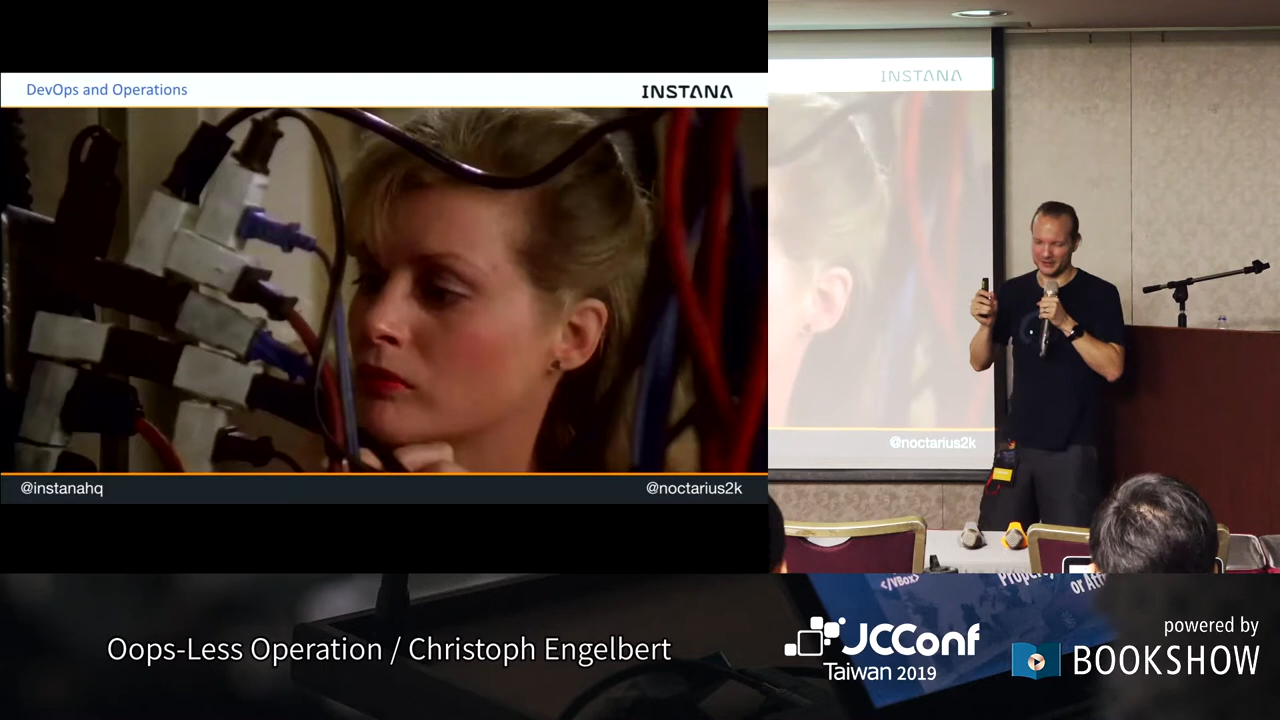 DevOps and Operations
INSTANA
@instanahq
@noctarius2k
INSTANA
@noctarius2k
</VBox>
Oops-Less Operation / Christoph Engelbert
JCConf
Taiwan 2019
powered by
BOOKSHOW